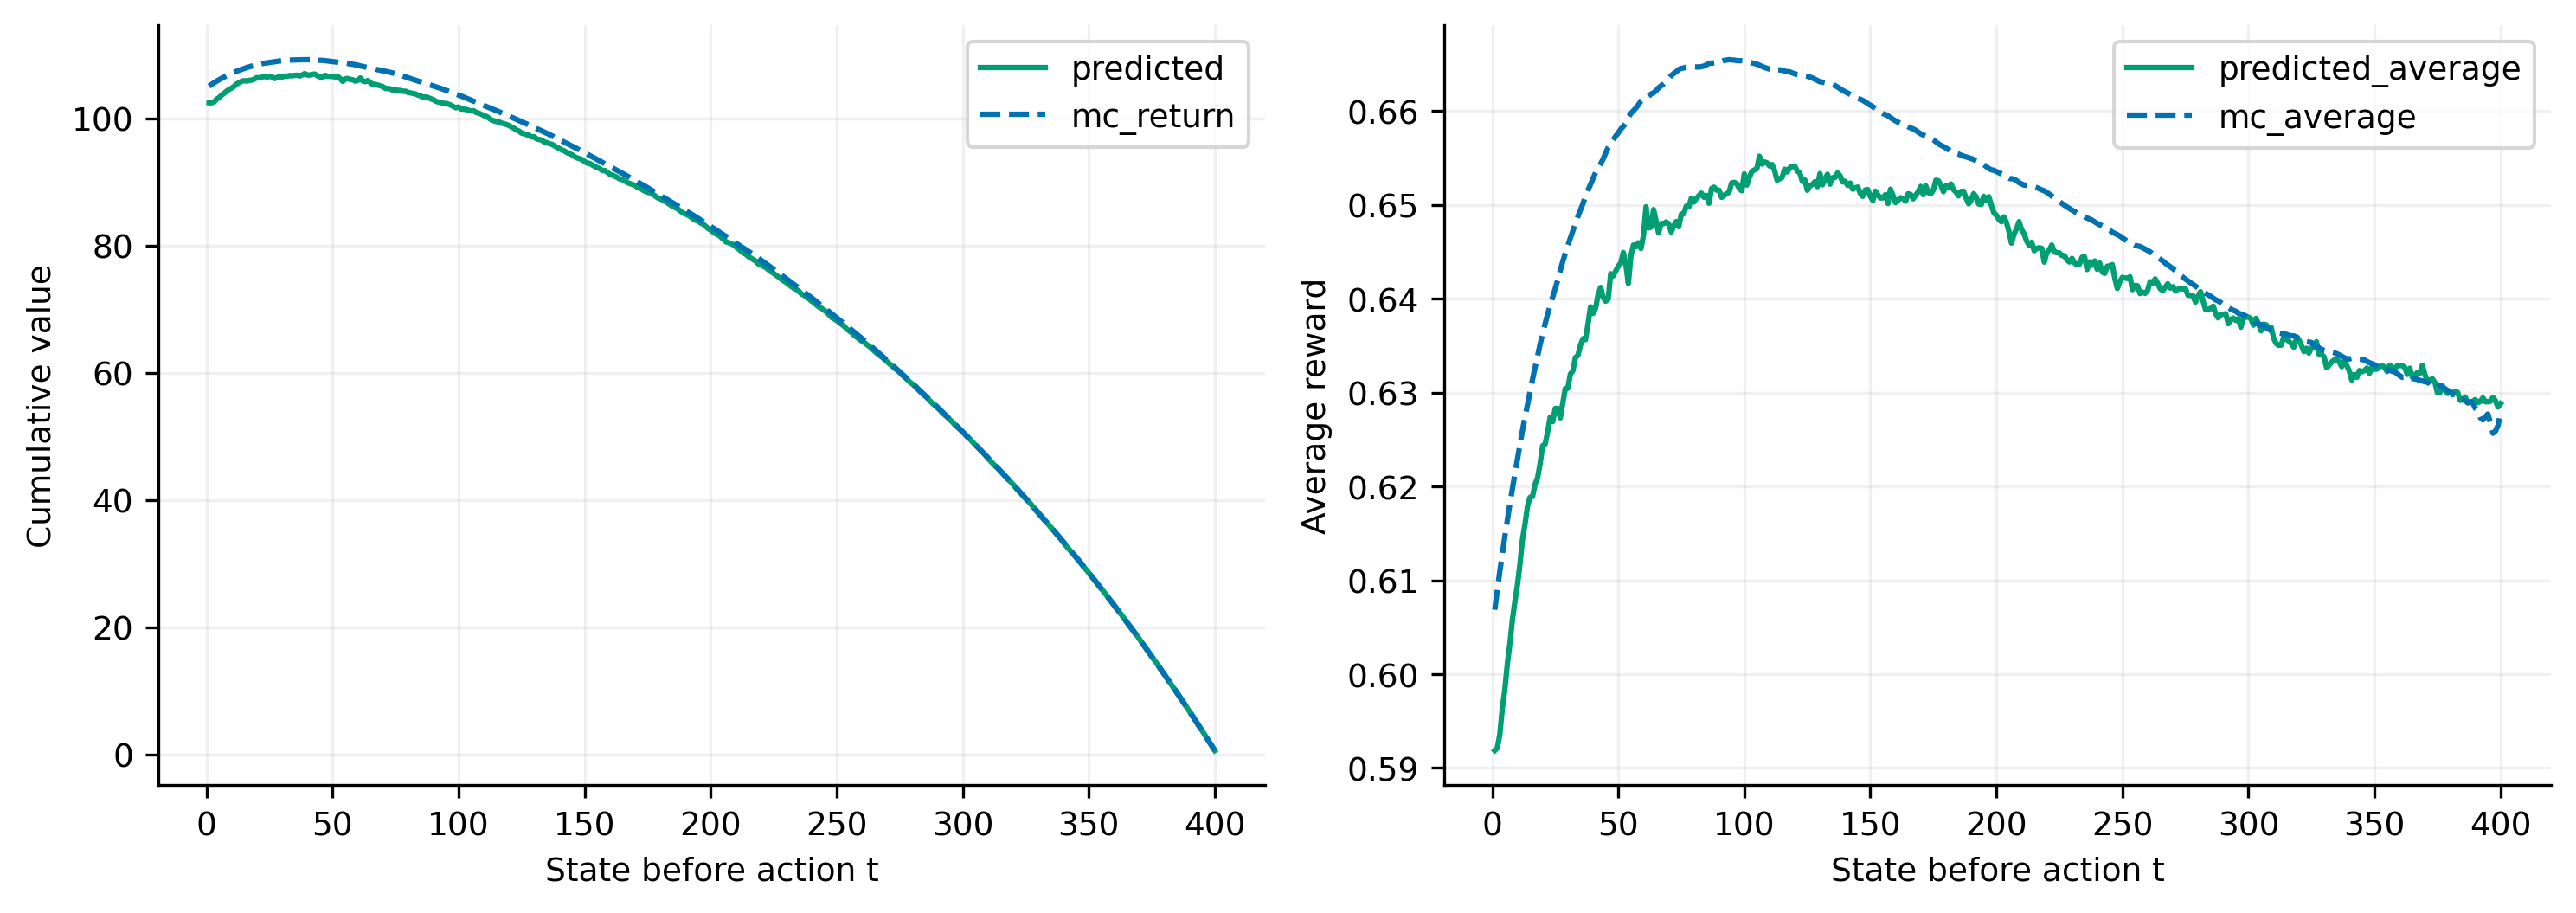 predicted
mc_return
100
80
60
40
20
0
Cumulative value
0 50 100 150 200 250 300 350 400
State before action t
predicted_average
mc_average
0.66
0.65
0.64
0.63
0.62
0.61
0.60
0.59
Average reward
0 50 100 150 200 250 300 350 400
State before action t